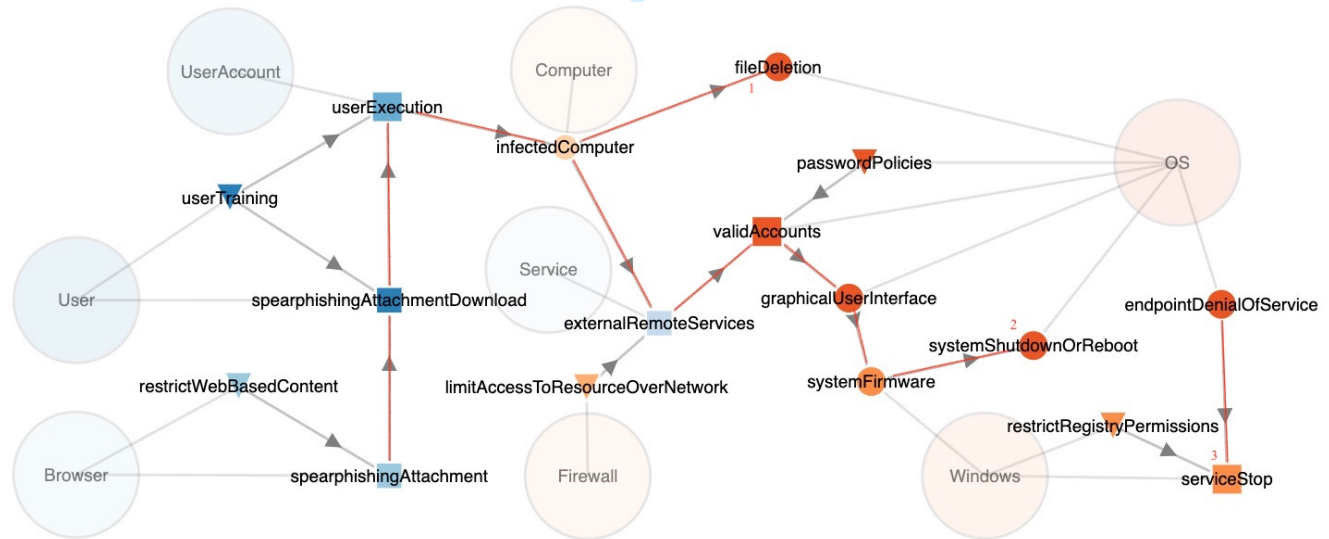 fileDeletion
UserAccount
Computer
1
userExecution
infectedComputer
passwordPolicies
OS
userTraining
validAccounts
Service
User
spearphishingAttachmentDownload
graphicalUserInterface
endpointDenialOfService
externalRemoteServices
2
systemShutdownOrReboot
restrictWebBasedContent
limitAccessToResourceOverNetwork
systemFirmware
restrictRegistryPermissions
3
Browser
spearphishingAttachment
Firewall
Windows
serviceStop